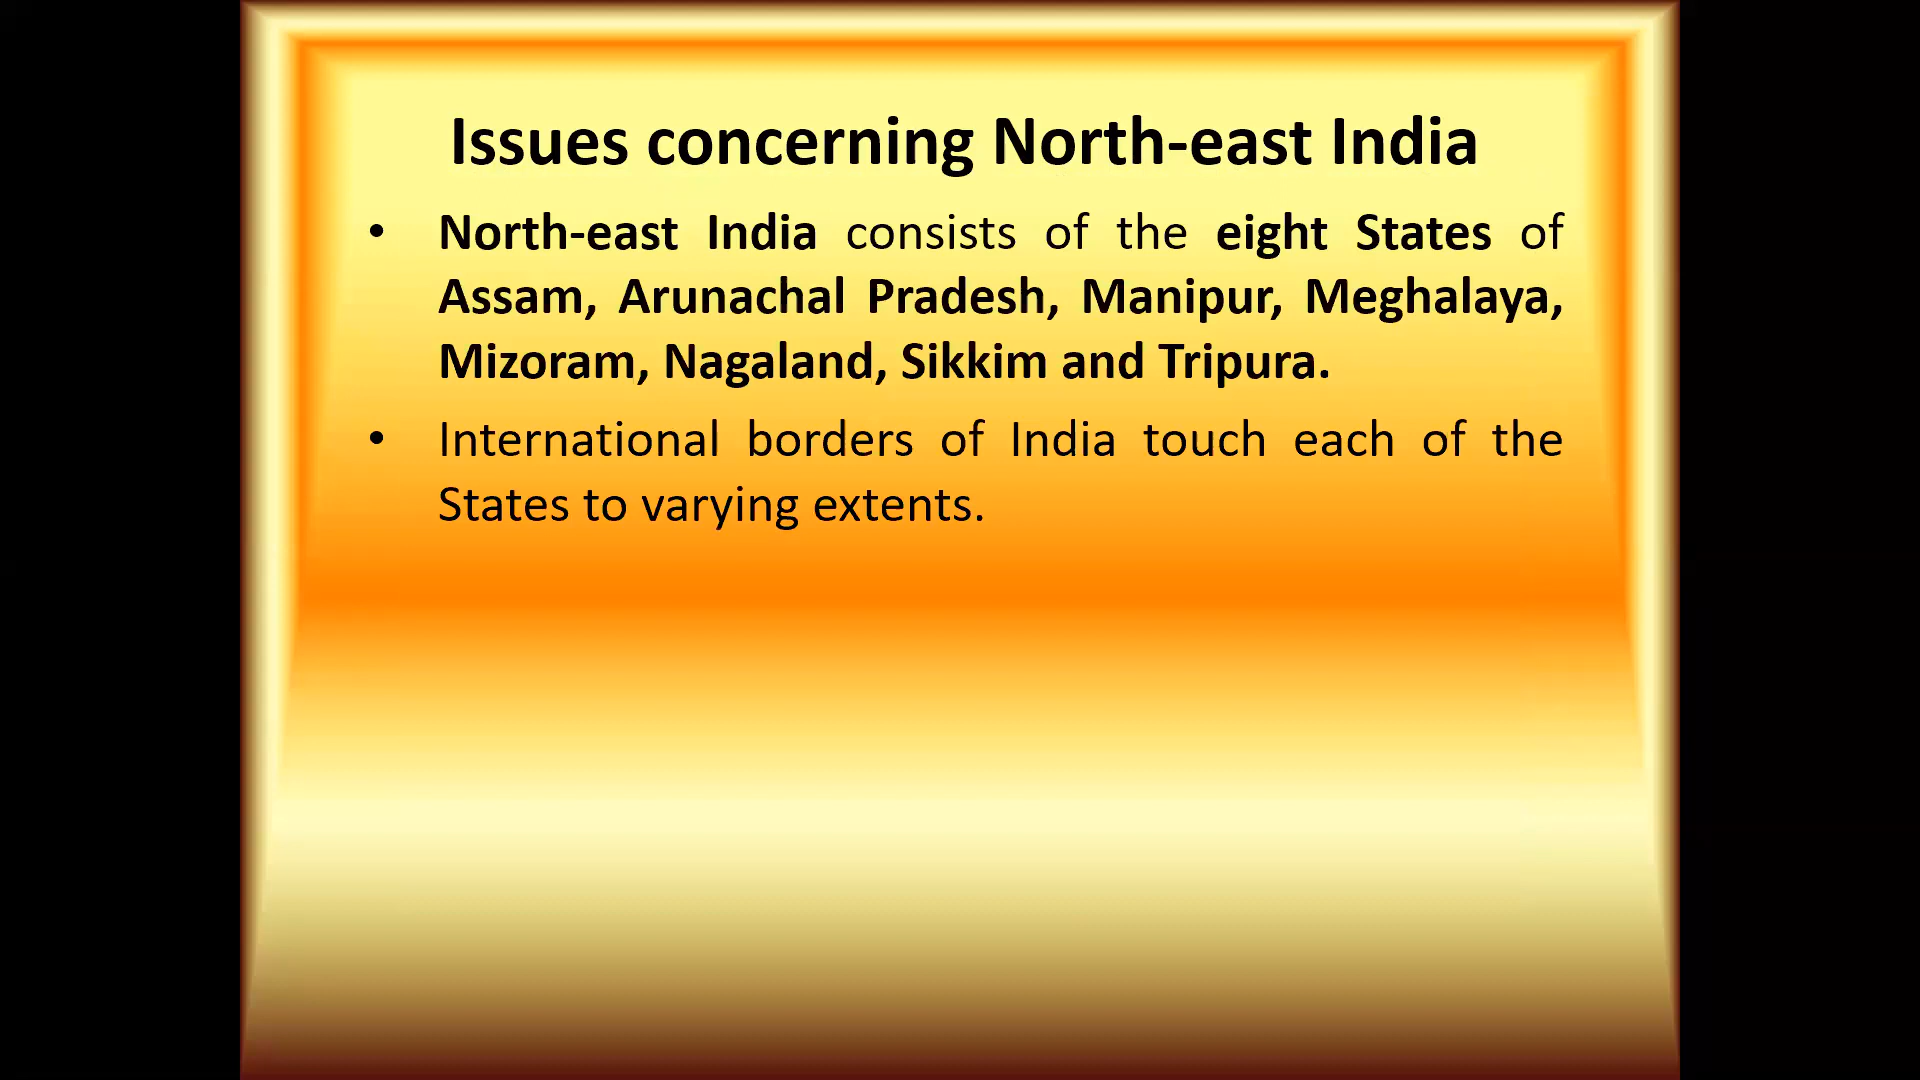 Issues concerning North-east India
• North-east India consists of the eight States of
Assam, Arunachal Pradesh, Manipur, Meghalaya,
Mizoram, Nagaland, Sikkim and Tripura.
• International borders of India touch each of the
States to varying extents.